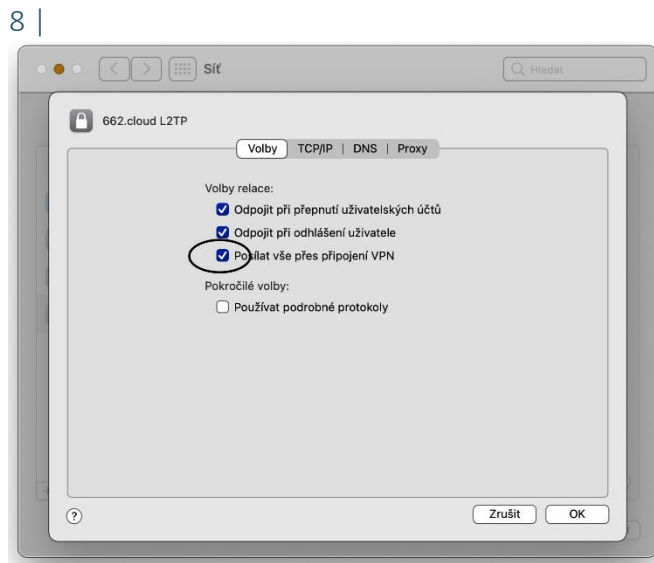 8 |
Síť
Hledat
662.cloud L2TP
Volby TCP/IP | DNS | Proxy
Volby relace:
Odpojit při přepnutí uživatelských účtů
Odpojit při odhlášení uživatele
Posílat vše přes připojení VPN
Pokročilé volby:
Používat podrobné protokoly
?
Zrušit OK